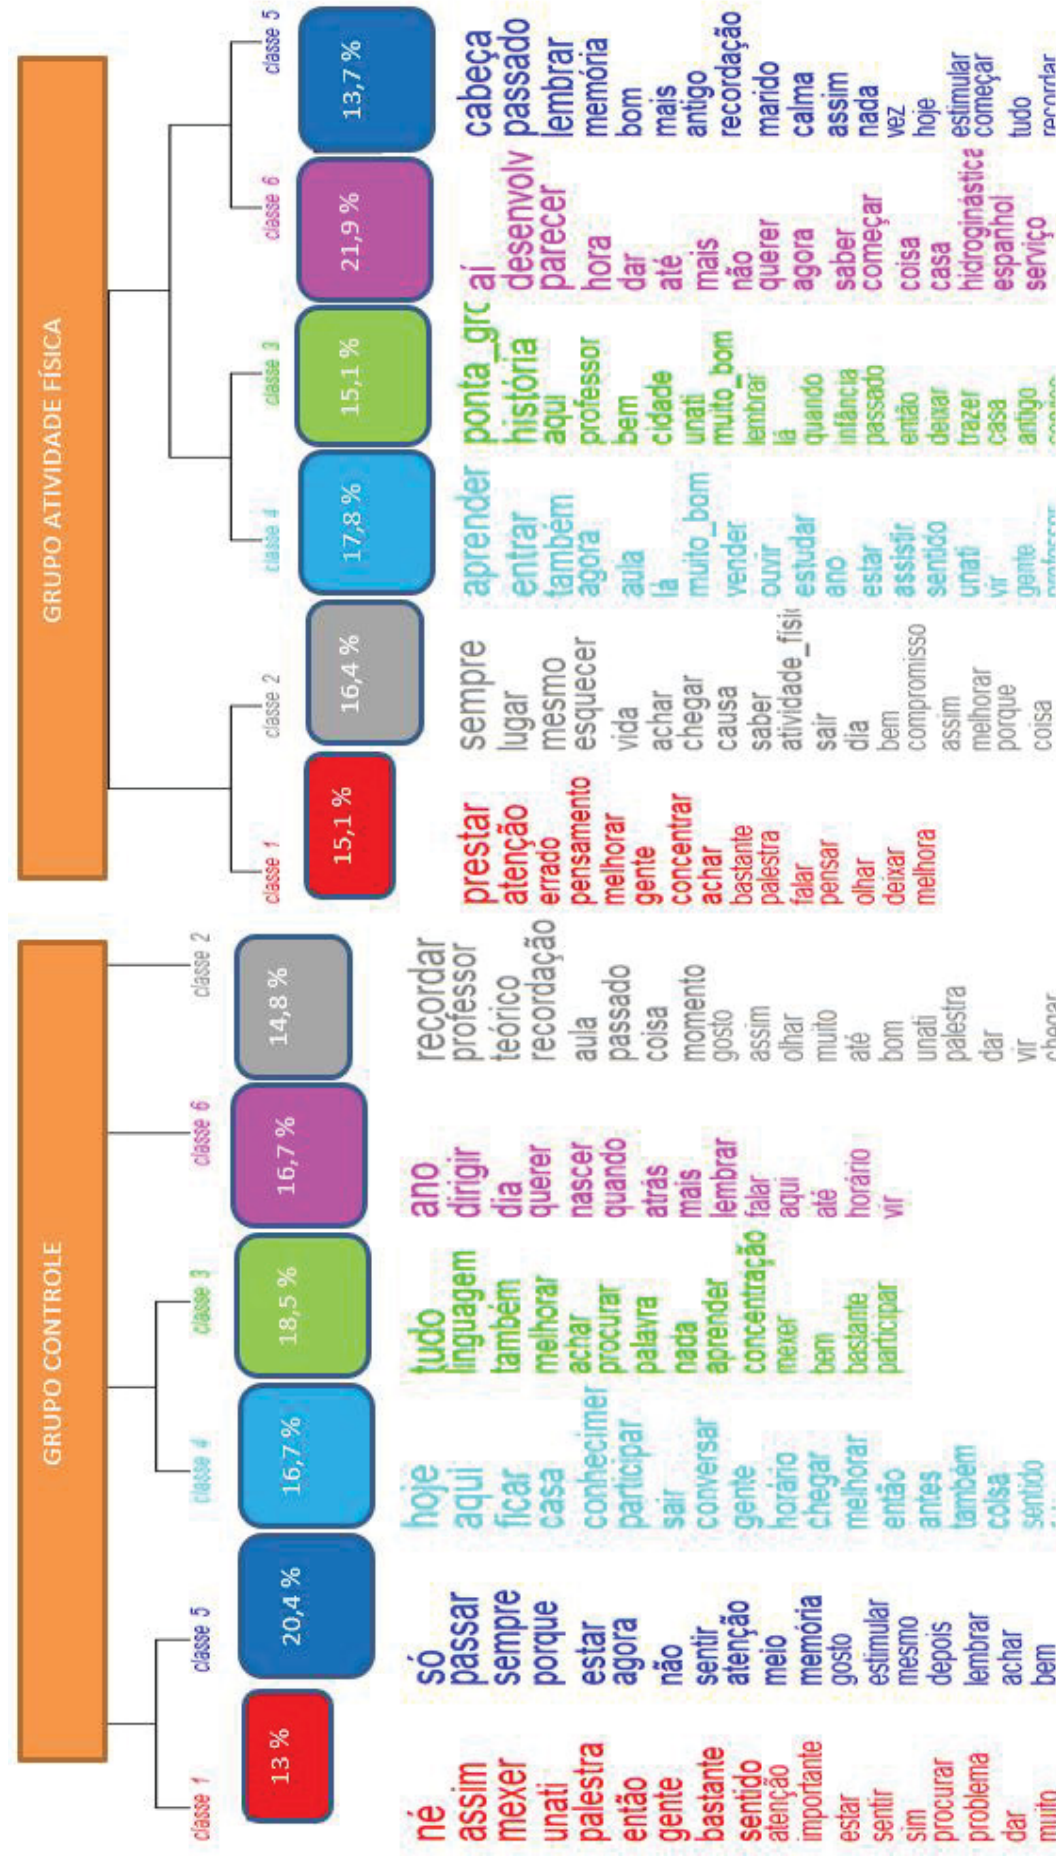 GRUPO CONTROLE
classe 1
13 %
né
assim
mexer
unati
palestra
então
gente
bastante
sentido
atenção
importante
estar
sentir
sim
procurar
problema
dar
muito
classe 5
20,4 %
só
passar
sempre
porque
estar
agora
não
sentir
atenção
meio
memória
gosto
estimular
mesmo
depois
lembrar
achar
bem
classe 4
16,7 %
hoje
aqui
ficar
casa
conhecimer
participar
sair
conversar
gente
horário
chegar
melhorar
então
antes
também
coisa
sentido
classe 3
18,5 %
tudo
linguagem
também
melhorar
achar
procurar
palavra
nada
aprender
concentração
mexer
bem
bastante
participar
classe 6
16,7 %
ano
dirigir
dia
querer
nascer
quando
atrás
mais
lembrar
falar
aqui
até
horário
vir
classe 2
14,8 %
recordar
professor
teórico
recordação
aula
passado
coisa
momento
gosto
assim
olhar
muito
até
bom
unati
palestra
dar
vir
chegar
GRUPO ATIVIDADE FÍSICA
classe 1
15,1 %
prestar
atenção
errado
pensamento
melhorar
gente
concentrar
achar
bastante
palestra
falar
pensar
olhar
deixar
melhora
classe 2
16,4 %
sempre
lugar
mesmo
esquecer
vida
achar
chegar
causa
saber
atividade_físic
sair
dia
bem
compromisso
assim
melhorar
porque
coisa
classe 4
17,8 %
aprender
entrar
também
agora
aula
lá
muito_bom
vender
ouvir
estudar
ano
estar
assistir
sentido
unati
vir
gente
professor
classe 3
15,1 %
ponta_grc
história
aqui
professor
bem
cidade
unati
muito_bom
lembrar
lá
quando
infância
passado
então
deixar
trazer
casa
antigo
classe 6
21,9 %
aí
desenvolv
parecer
hora
dar
até
mais
não
querer
agora
saber
começar
coisa
casa
hidroginástica
espanhol
serviço
classe 5
13,7 %
cabeça
passado
lembrar
memória
bom
mais
antigo
recordação
marido
calma
assim
nada
vez
hoje
estimular
começar
tudo
recordar